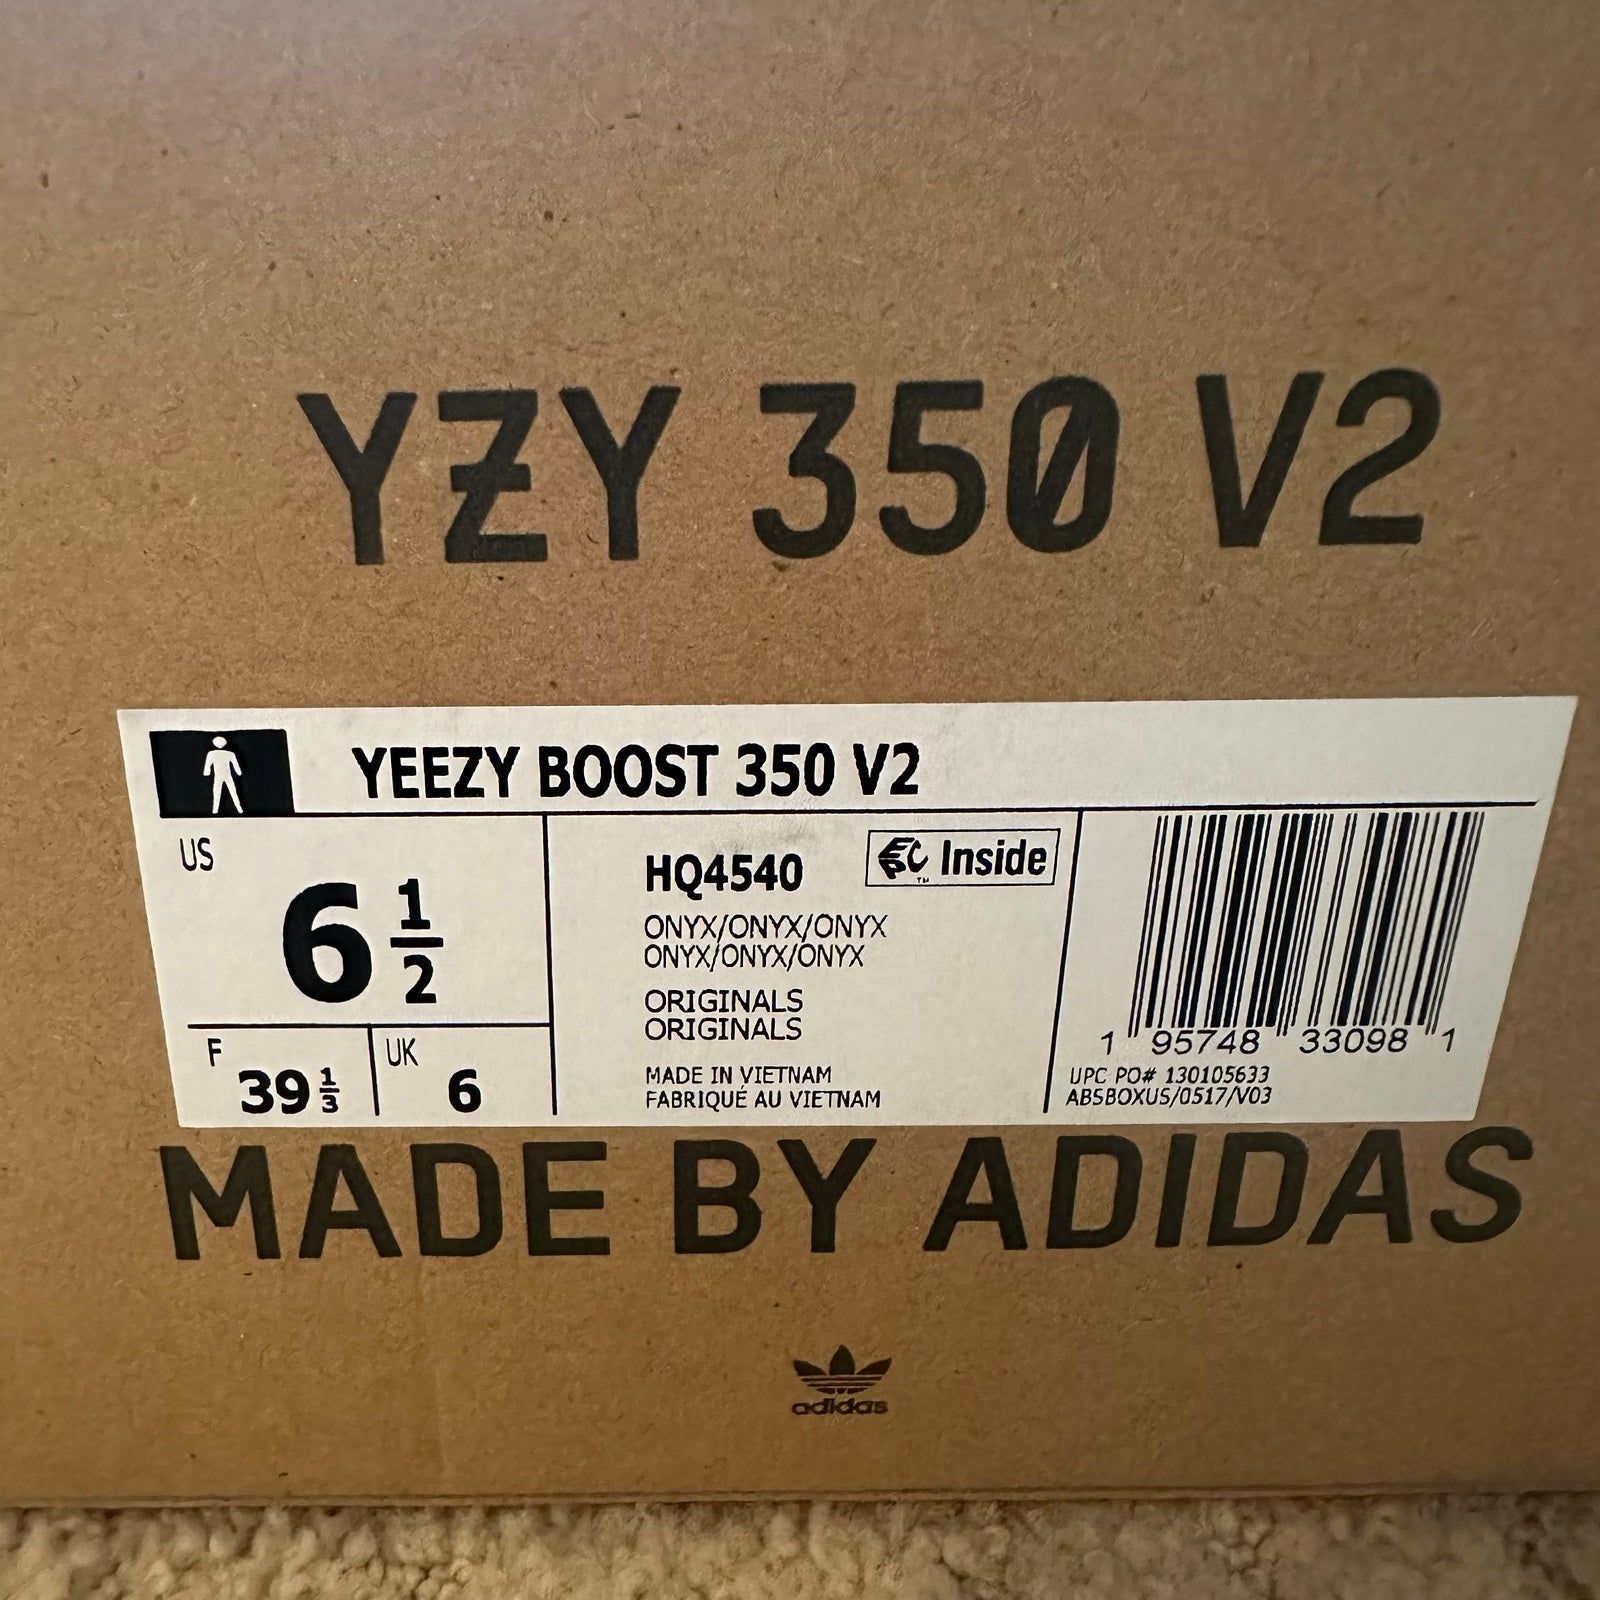 YZY 350 V2
YEEZY BOOST 350 V2
US
6 1/2
F
39 1/3
UK
6
HQ4540
EPC Inside
TM
ONYX/ONYX/ONYX
ONYX/ONYX/ONYX
ORIGINALS
ORIGINALS
MADE IN VIETNAM
FABRIQUÉ AU VIETNAM
1 95748 33098 1
UPC PO# 130105633
ABSBOXUS/0517/V03
MADE BY ADIDAS
adidas